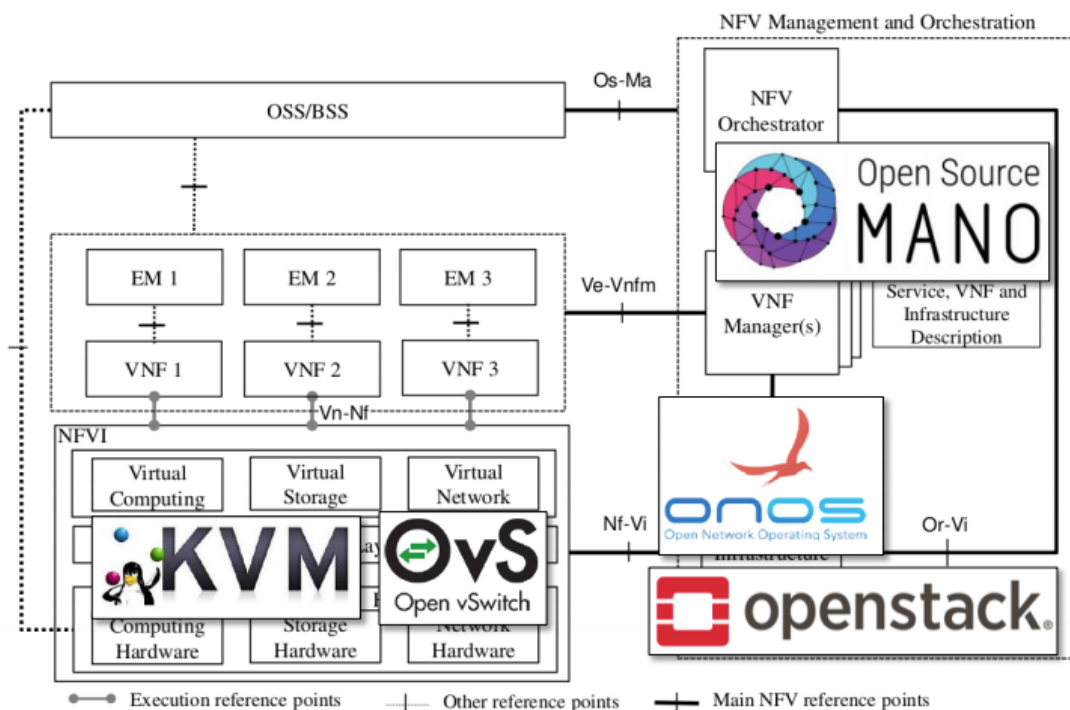 NFV Management and Orchestration
Os-Ma
OSS/BSS
NFV
Orchestrator
Open Source
MANO
EM 1
EM 2
EM 3
Ve-Vnfm
VNF
Manager(s)
Service, VNF and
Infrastructure
Description
VNF 1
VNF 2
VNF 3
Vn-Nf
NFVI
Virtual
Computing
Virtual
Storage
Virtual
Network
KVM
OvS
Open vSwitch
Nf-Vi
onos
Open Network Operating System
Or-Vi
openstack.
Computing
Hardware
Storage
Hardware
Network
Hardware
Execution reference points
Other reference points
Main NFV reference points